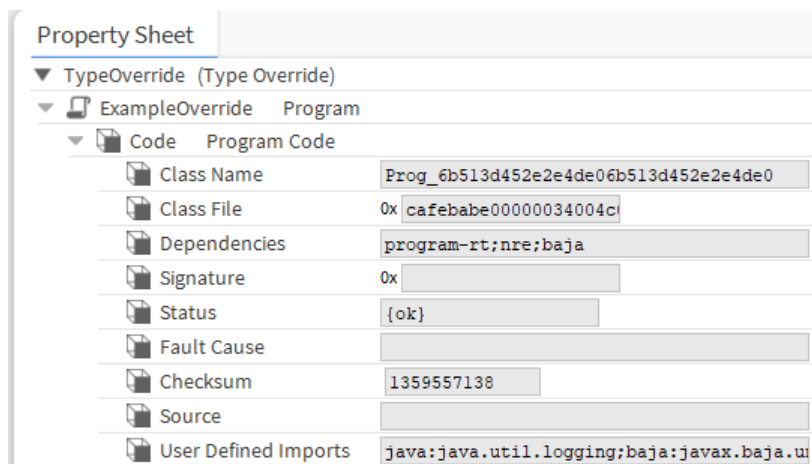 Property Sheet
TypeOverride (Type Override)
ExampleOverride Program
Code Program Code
Class Name Prog_6b513d452e2e4de06b513d452e2e4de0
Class File 0x cafebabe00000034004c
Dependencies program-rt;nre;baja
Signature 0x
Status {ok}
Fault Cause
Checksum 1359557138
Source
User Defined Imports java:java.util.logging;baja:javax.baja.u